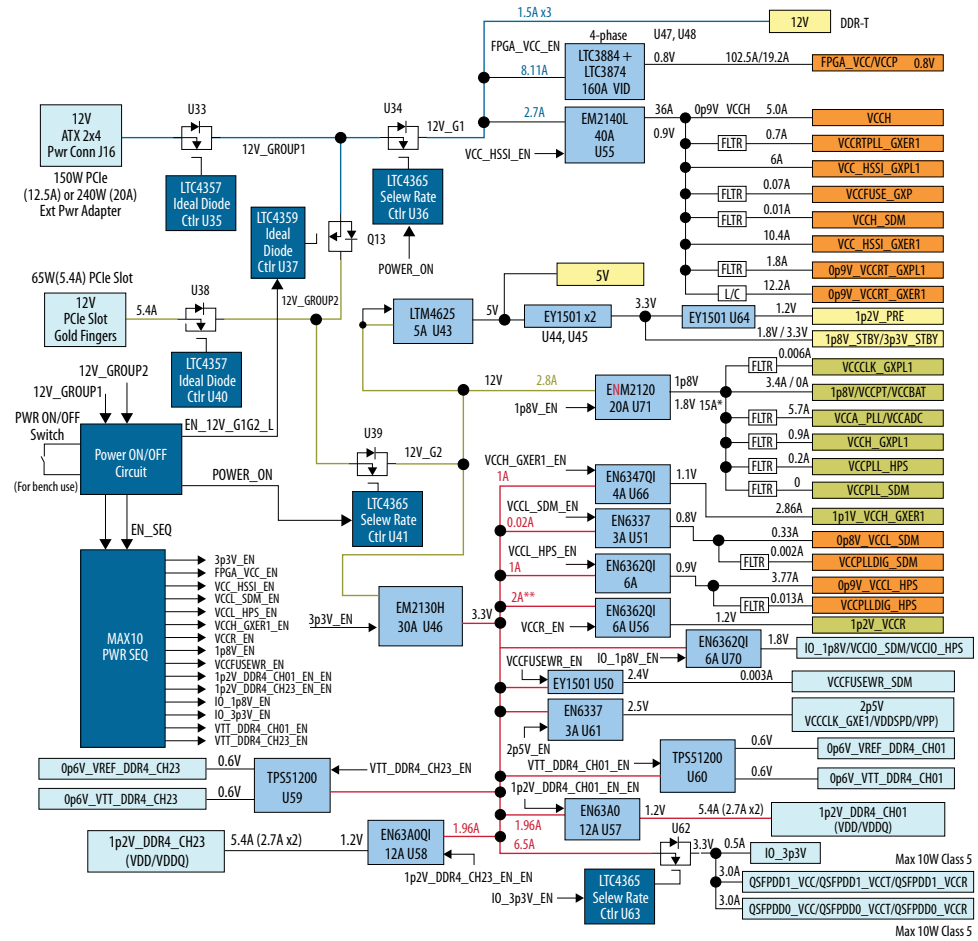 1.5A x3
12V
DDR-T
4-phase
U47, U48
FPGA_VCC_EN
8.11A
LTC3884 +
LTC3874
160A VID
0.8V
102.5A/19.2A
FPGA_VCC/VCCP 0.8V
12V
ATX 2x4
Pwr Conn J16
150W PCIe
(12.5A) or 240W (20A)
Ext Pwr Adapter
U33
LTC4357
Ideal Diode
Ctlr U35
12V_GROUP1
U34
12V_G1
LTC4365
Selew Rate
Ctlr U36
POWER_ON
2.7A
VCC_HSSI_EN
EM2140L
40A
U55
36A
0.9V
0p9V VCCH
5.0A
VCCH
FLTR
0.7A
VCCRTPLL_GXER1
6A
VCC_HSSI_GXPL1
FLTR
0.07A
VCCFUSE_GXP
FLTR
0.01A
VCCH_SDM
10.4A
VCC_HSSI_GXER1
FLTR
1.8A
0p9V_VCCRT_GXPL1
L/C
12.2A
0p9V_VCCRT_GXER1
LTC4359
Ideal
Diode
Ctlr U37
Q13
65W(5.4A) PCIe Slot
12V
PCIe Slot
Gold Fingers
5.4A
U38
LTC4357
Ideal Diode
Ctlr U40
12V_GROUP2
LTM4625
5A U43
5V
5V
EY1501 x2
U44, U45
3.3V
EY1501 U64
1.2V
1p2V_PRE
1.8V / 3.3V
1p8V_STBY/3p3V_STBY
12V_GROUP2
12V_GROUP1
PWR ON/OFF
Switch
(For bench use)
Power ON/OFF
Circuit
EN_12V_G1G2_L
POWER_ON
EN_SEQ
U39
12V_G2
LTC4365
Selew Rate
Ctlr U41
12V
2.8A
1p8V_EN
ENM2120
20A U71
1p8V
1.8V 15A*
FLTR
0.006A
VCCCLK_GXPL1
3.4A / 0A
1p8V/VCCPT/VCCBAT
FLTR
5.7A
VCCA_PLL/VCCADC
FLTR
0.9A
VCCH_GXPL1
FLTR
0.2A
VCCPLL_HPS
FLTR
0
VCCPLL_SDM
VCCH_GXER1_EN
1A
EN6347QI
4A U66
1.1V
2.86A
1p1V_VCCH_GXER1
VCCL_SDM_EN
0.02A
EN6337
3A U51
0.8V
0.33A
0p8V_VCCL_SDM
FLTR
0.002A
VCCPLLDIG_SDM
VCCL_HPS_EN
1A
EN6362QI
6A
0.9V
3.77A
0p9V_VCCL_HPS
FLTR
0.013A
VCCPLLDIG_HPS
2A**
VCCR_EN
EN6362QI
6A U56
1.2V
1p2V_VCCR
IO_1p8V_EN
EN6362QI
6A U70
1.8V
IO_1p8V/VCCIO_SDM/VCCIO_HPS
3p3V_EN
EM2130H
30A U46
3.3V
MAX10
PWR SEQ
3p3V_EN
FPGA_VCC_EN
VCC_HSSI_EN
VCCL_SDM_EN
VCCL_HPS_EN
VCCH_GXER1_EN
VCCR_EN
1p8V_EN
VCCFUSEWR_EN
1p2V_DDR4_CH01_EN_EN
1p2V_DDR4_CH23_EN_EN
IO_1p8V_EN
IO_3p3V_EN
VTT_DDR4_CH01_EN
VTT_DDR4_CH23_EN
VCCFUSEWR_EN
EY1501 U50
2.4V
0.003A
VCCFUSEWR_SDM
2p5V_EN
EN6337
3A U61
2.5V
2p5V
VCCCLK_GXE1/VDDSPD/VPP)
VTT_DDR4_CH01_EN
TPS51200
U60
0.6V
0p6V_VREF_DDR4_CH01
0.6V
0p6V_VTT_DDR4_CH01
0p6V_VREF_DDR4_CH23
0.6V
0p6V_VTT_DDR4_CH23
0.6V
TPS51200
U59
VTT_DDR4_CH23_EN
1p2V_DDR4_CH01_EN_EN
1.96A
EN63A0
12A U57
1.2V
5.4A (2.7A x2)
1p2V_DDR4_CH01
(VDD/VDDQ)
1p2V_DDR4_CH23
(VDD/VDDQ)
5.4A (2.7A x2)
1.2V
EN63A0QI
12A U58
1.96A
1p2V_DDR4_CH23_EN_EN
6.5A
U62
3.3V
LTC4365
Selew Rate
Ctlr U63
IO_3p3V_EN
0.5A
IO_3p3V
Max 10W Class 5
3.0A
QSFPDD1_VCC/QSFPDD1_VCCT/QSFPDD1_VCCR
3.0A
QSFPDD0_VCC/QSFPDD0_VCCT/QSFPDD0_VCCR
Max 10W Class 5